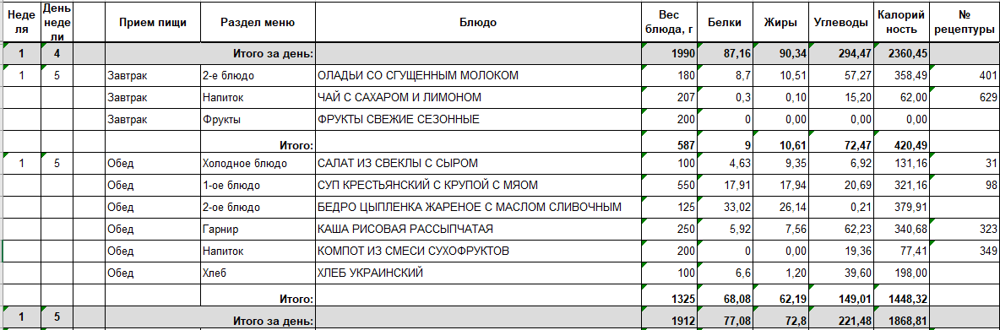 Неде ля День неде ли Прием пищи Раздел меню Блюдо Вес блюда, г Белки Жиры Углеводы Калорий ность № рецептуры
1 4 Итого за день: 1990 87,16 90,34 294,47 2360,45
1 5 Завтрак 2-е блюдо ОЛАДЬИ СО СГУЩЕННЫМ МОЛОКОМ 180 8,7 10,51 57,27 358,49 401
Завтрак Напиток ЧАЙ С САХАРОМ И ЛИМОНОМ 207 0,3 0,10 15,20 62,00 629
Завтрак Фрукты ФРУКТЫ СВЕЖИЕ СЕЗОННЫЕ 200 0 0,00 0,00 0,00
Итого: 587 9 10,61 72,47 420,49
1 5 Обед Холодное блюдо САЛАТ ИЗ СВЕКЛЫ С СЫРОМ 100 4,63 9,35 6,92 131,16 31
Обед 1-ое блюдо СУП КРЕСТЬЯНСКИЙ С КРУПОЙ С МЯОМ 550 17,91 17,94 20,69 321,16 98
Обед 2-ое блюдо БЕДРО ЦЫПЛЕНКА ЖАРЕНОЕ С МАСЛОМ СЛИВОЧНЫМ 125 33,02 26,14 0,21 379,91
Обед Гарнир КАША РИСОВАЯ РАССЫПЧАТАЯ 250 5,92 7,56 62,23 340,68 323
Обед Напиток КОМПОТ ИЗ СМЕСИ СУХОФРУКТОВ 200 0 0,00 19,36 77,41 349
Обед Хлеб ХЛЕБ УКРАИНСКИЙ 100 6,6 1,20 39,60 198,00
Итого: 1325 68,08 62,19 149,01 1448,32
1 5 Итого за день: 1912 77,08 72,8 221,48 1868,81